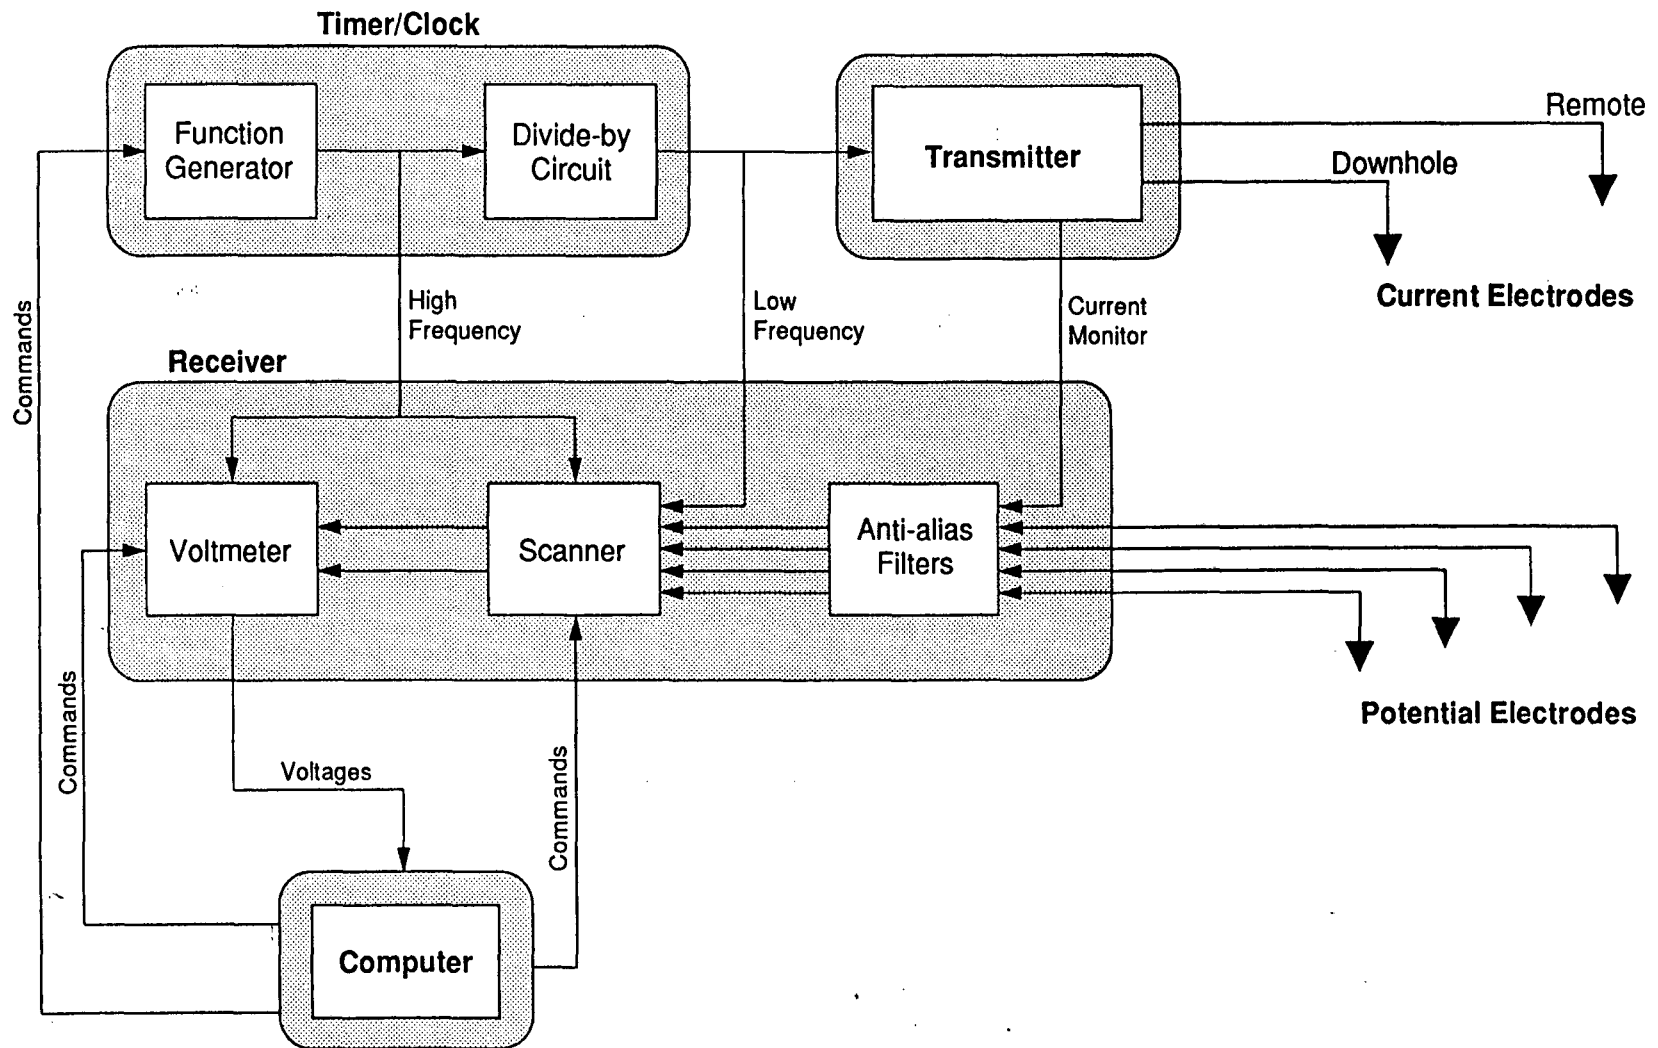 Timer/Clock
Function
Generator
Divide-by
Circuit
Transmitter
Remote
Downhole
Current Electrodes
Commands
High
Frequency
Low
Frequency
Current
Monitor
Receiver
Voltmeter
Scanner
Anti-alias
Filters
Potential Electrodes
Commands
Voltages
Commands
Computer